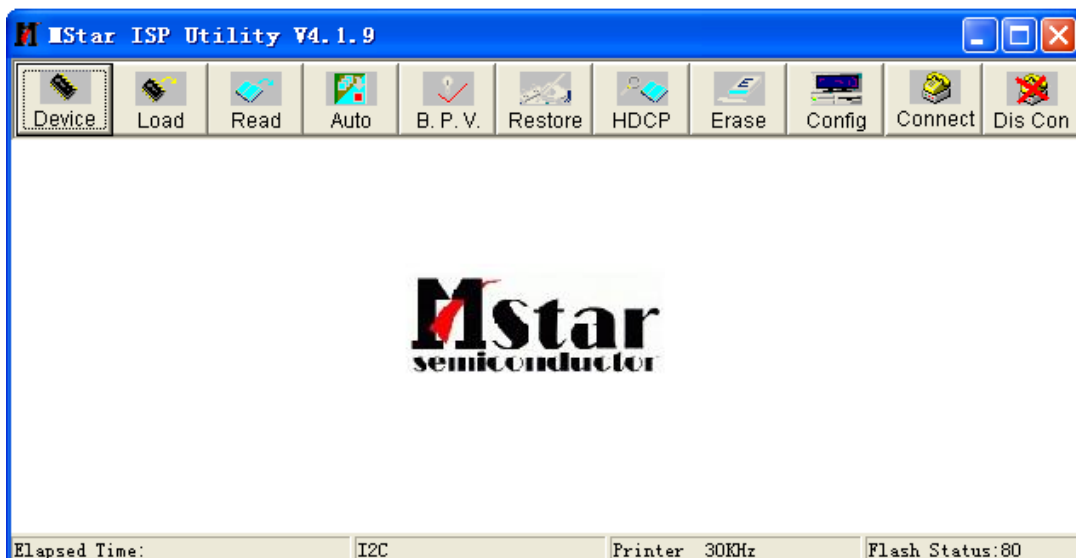 MStar ISP Utility V4.1.9
Device Load Read Auto B. P. V. Restore HDCP Erase Config Connect Dis Con
MStar
semiconductor
Elapsed Time: I2C Printer 30KHz Flash Status:80